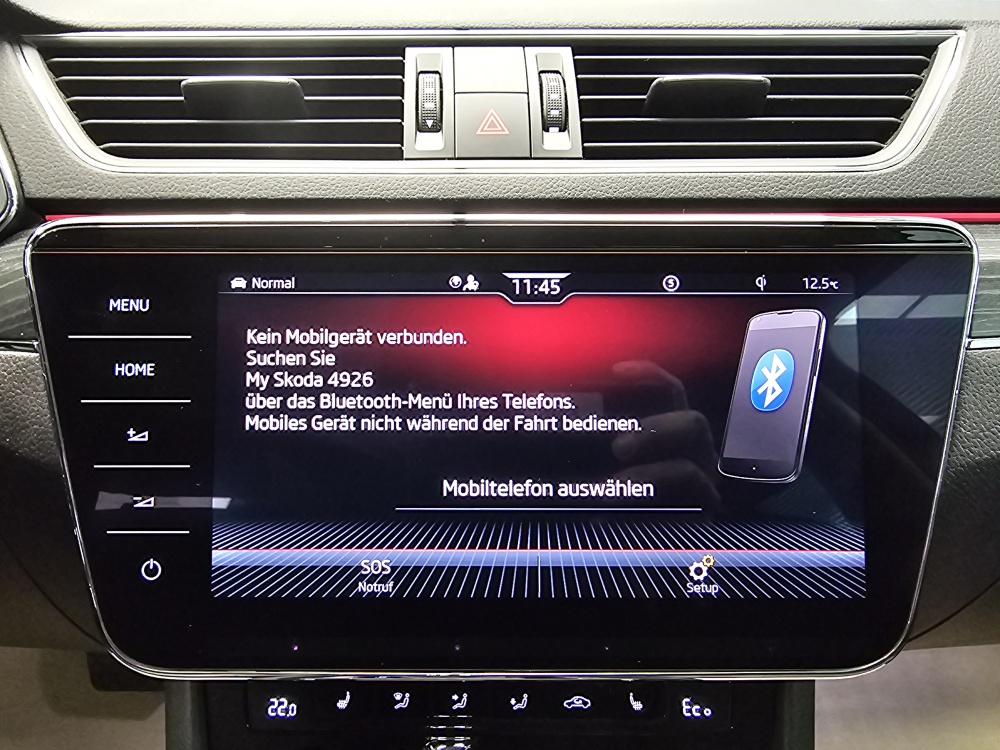 Normal
11:45
S
12.5°C
MENU
HOME
Kein Mobilgerät verbunden.
Suchen Sie
My Skoda 4926
über das Bluetooth-Menü Ihres Telefons.
Mobiles Gerät nicht während der Fahrt bedienen.
Mobiltelefon auswählen
SOS
Notruf
Setup
22.0
Eco